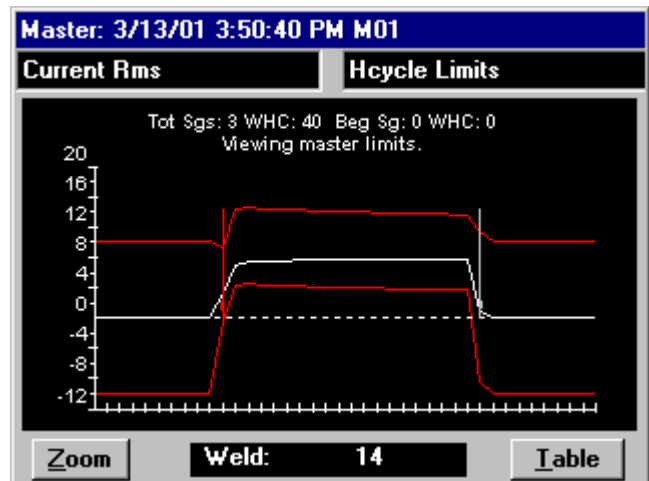 Master: 3/13/01 3:50:40 PM M01
Current Rms
Hcycle Limits
Tot Sgs: 3 WHC: 40 Beg Sg: 0 WHC: 0
Viewing master limits.
20
16
12
8
4
0
-4
-8
-12
Zoom
Weld: 14
Table